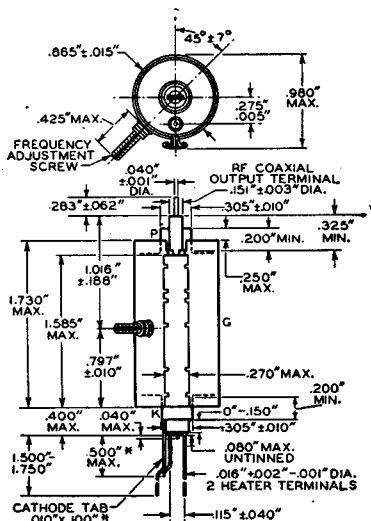 45°±7°
.865"±.015"
.980"
MAX.
.275"
.005"
.425"MAX.
FREQUENCY
ADJUSTMENT
SCREW
.040"
±.001"
DIA.
RF COAXIAL
OUTPUT TERMINAL
.151"±.003"DIA.
.283"±.062"
.305"±.010"
.325"
MIN.
P
.200"MIN.
.250"
MAX.
1.016
±.188"
1.730"
MAX.
1.585"
MAX.
G
.797"
±.010"
.270"MAX.
.200"
MIN.
.400"
MAX.
.040"
MAX.
K
0"-.150"
.305"±.010"
.080"MAX.
UNTINNED
1.500"-
1.750"
.500"*
MAX.
.016"+.002"-.001"DIA.
2 HEATER TERMINALS
CATHODE TAB
.010"x.100"*
.115"±.040"